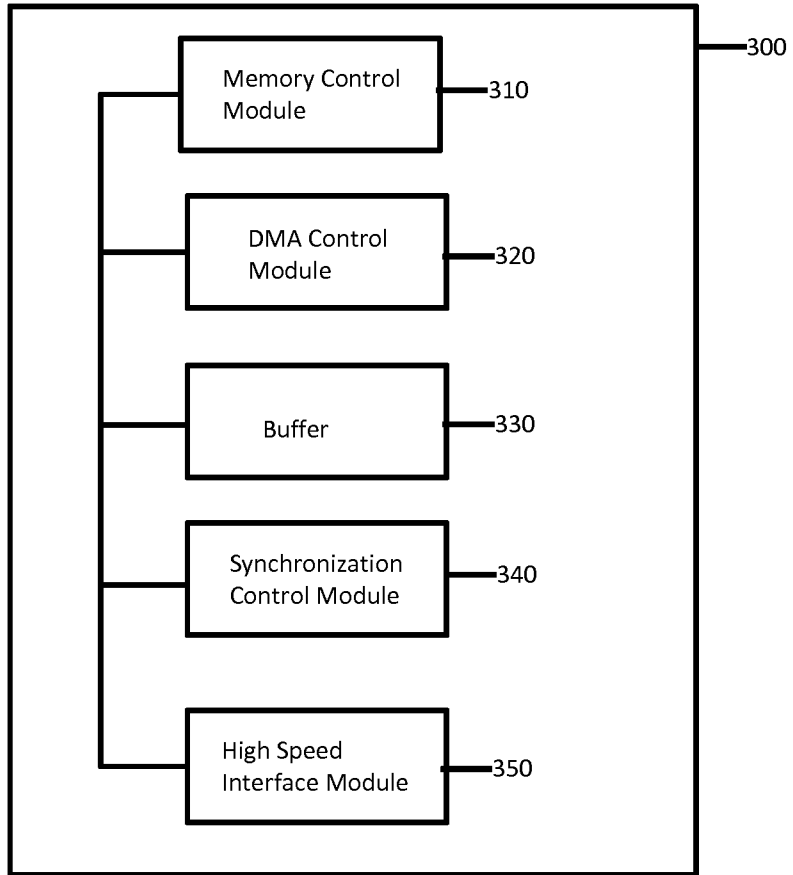 300
Memory Control
Module
310
DMA Control
Module
320
Buffer
330
Synchronization
Control Module
340
High Speed
Interface Module
350